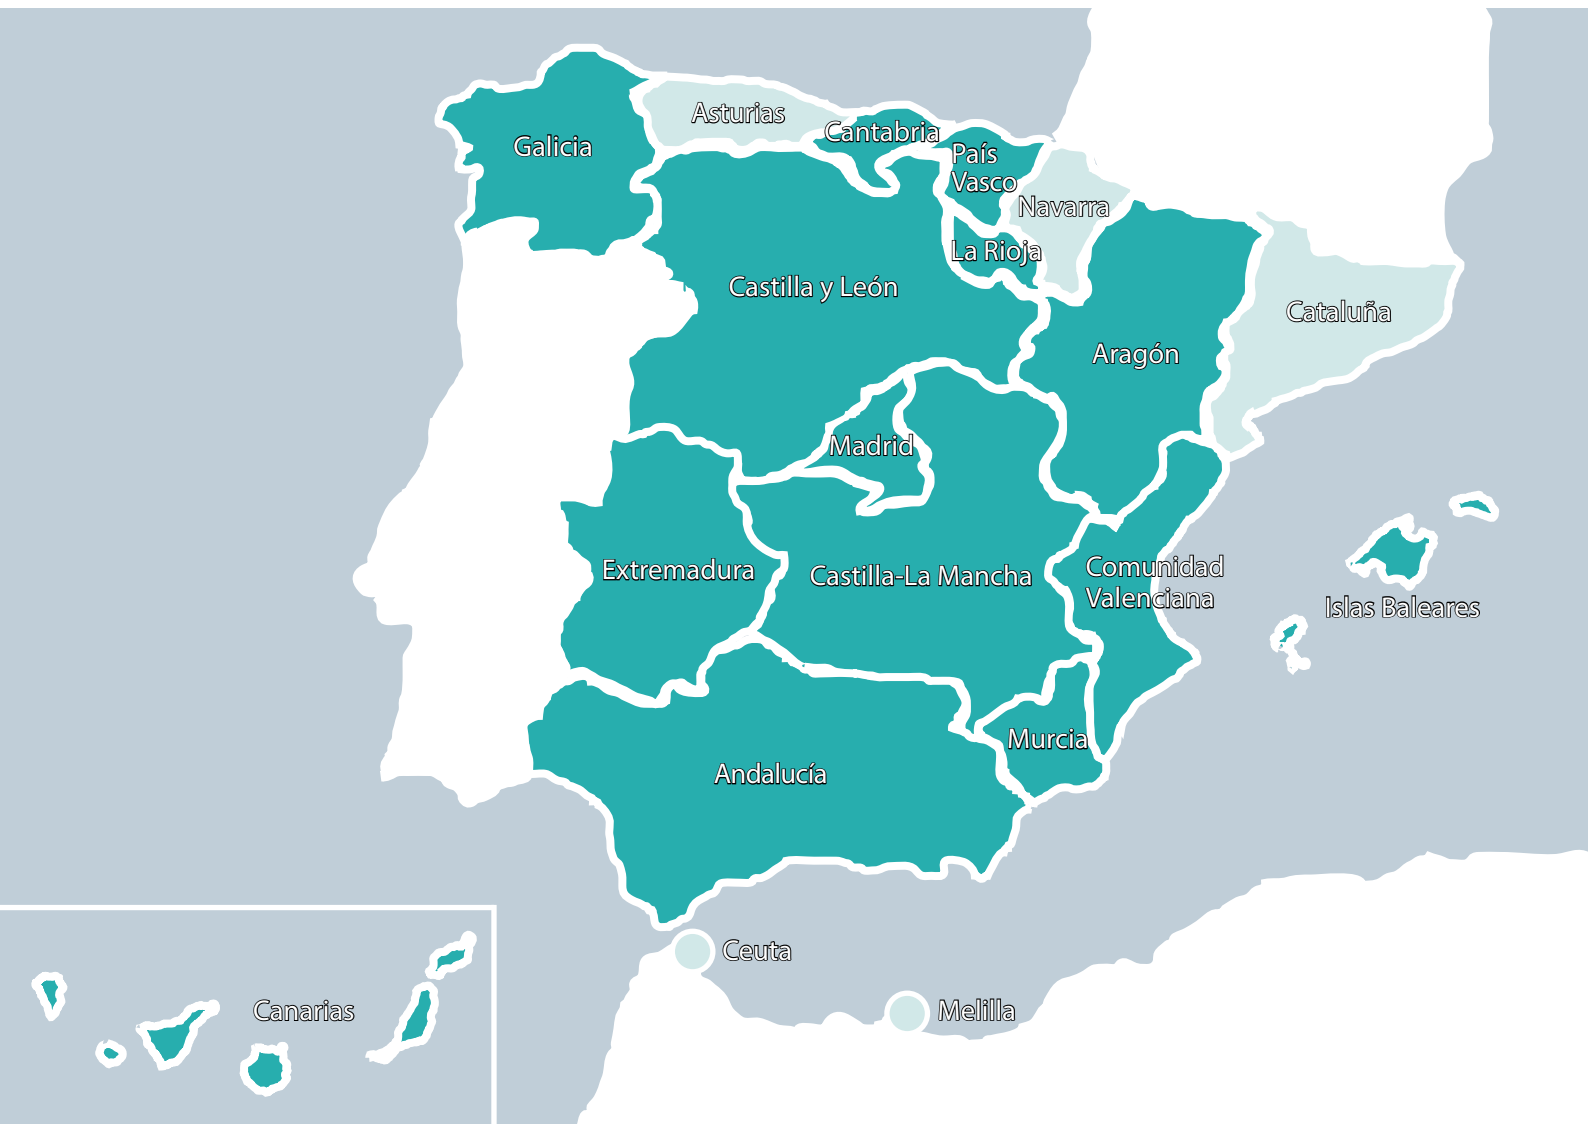 Asturias
Cantabria
Galicia
País
Vasco
Navarra
La Rioja
Castilla y León
Cataluña
Aragón
Madrid
Extremadura
Castilla-La Mancha
Comunidad
Valenciana
Islas Baleares
Murcia
Andalucía
Ceuta
Canarias
Melilla